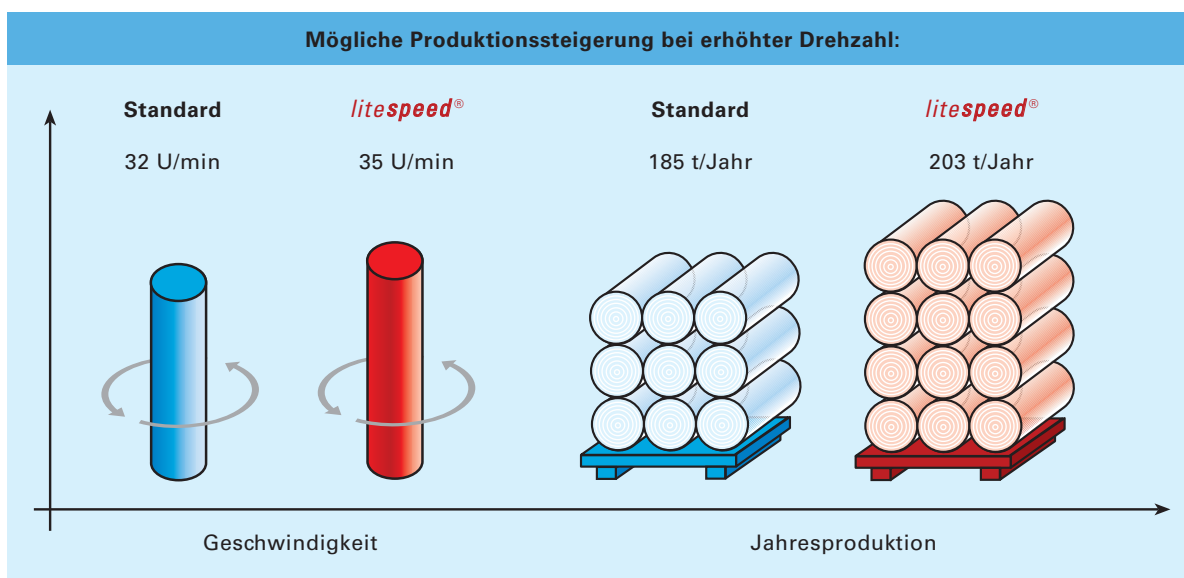 Mögliche Produktionssteigerung bei erhöhter Drehzahl:
Standard litespeed® Standard litespeed®
32 U/min 35 U/min 185 t/Jahr 203 t/Jahr
Geschwindigkeit Jahresproduktion